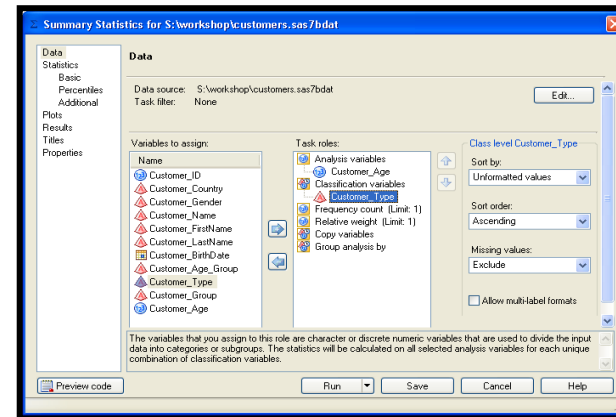 Summary Statistics for S:\workshop\customers.sas7bdat
Data
Statistics
Basic
Percentiles
Additional
Plots
Results
Titles
Properties
Data
Data source: S:\workshop\customers.sas7bdat
Task filter: None
Edit...
Variables to assign:
Name
Customer_ID
Customer_Country
Customer_Gender
Customer_Name
Customer_FirstName
Customer_LastName
Customer_BirthDate
Customer_Age_Group
Customer_Type
Customer_Group
Customer_Age
Task roles:
Analysis variables
Customer_Age
Classification variables
Customer_Type
Frequency count (Limit: 1)
Relative weight (Limit: 1)
Copy variables
Group analysis by
Class level Customer_Type
Sort by:
Unformatted values
Sort order:
Ascending
Missing values:
Exclude
Allow multi-label formats
The variables that you assign to this role are character or discrete numeric variables that are used to divide the input
data into categories or subgroups. The statistics will be calculated on all selected analysis variables for each unique
combination of classification variables.
Preview code
Run
Save
Cancel
Help